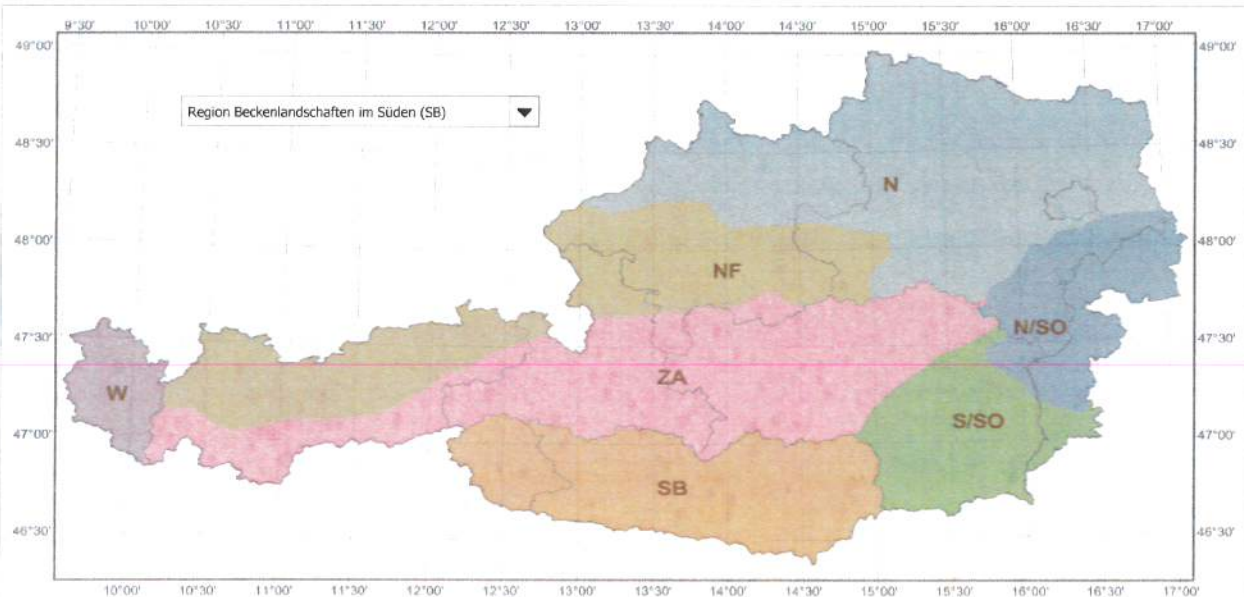 9°30' 10°00' 10°30' 11°00' 11°30' 12°00' 12°30' 13°00' 13°30' 14°00' 14°30' 15°00' 15°30' 16°00' 16°30' 17°00'
49°00' 49°00'
Region Beckenlandschaften im Süden (SB)
48°30' 48°30'
N
48°00' 48°00'
NF
N/SO
47°30' 47°30'
W
ZA
S/SO
47°00' 47°00'
SB
46°30' 46°30'
10°00' 10°30' 11°00' 11°30' 12°00' 12°30' 13°00' 13°30' 14°00' 14°30' 15°00' 15°30' 16°00' 16°30' 17°00'